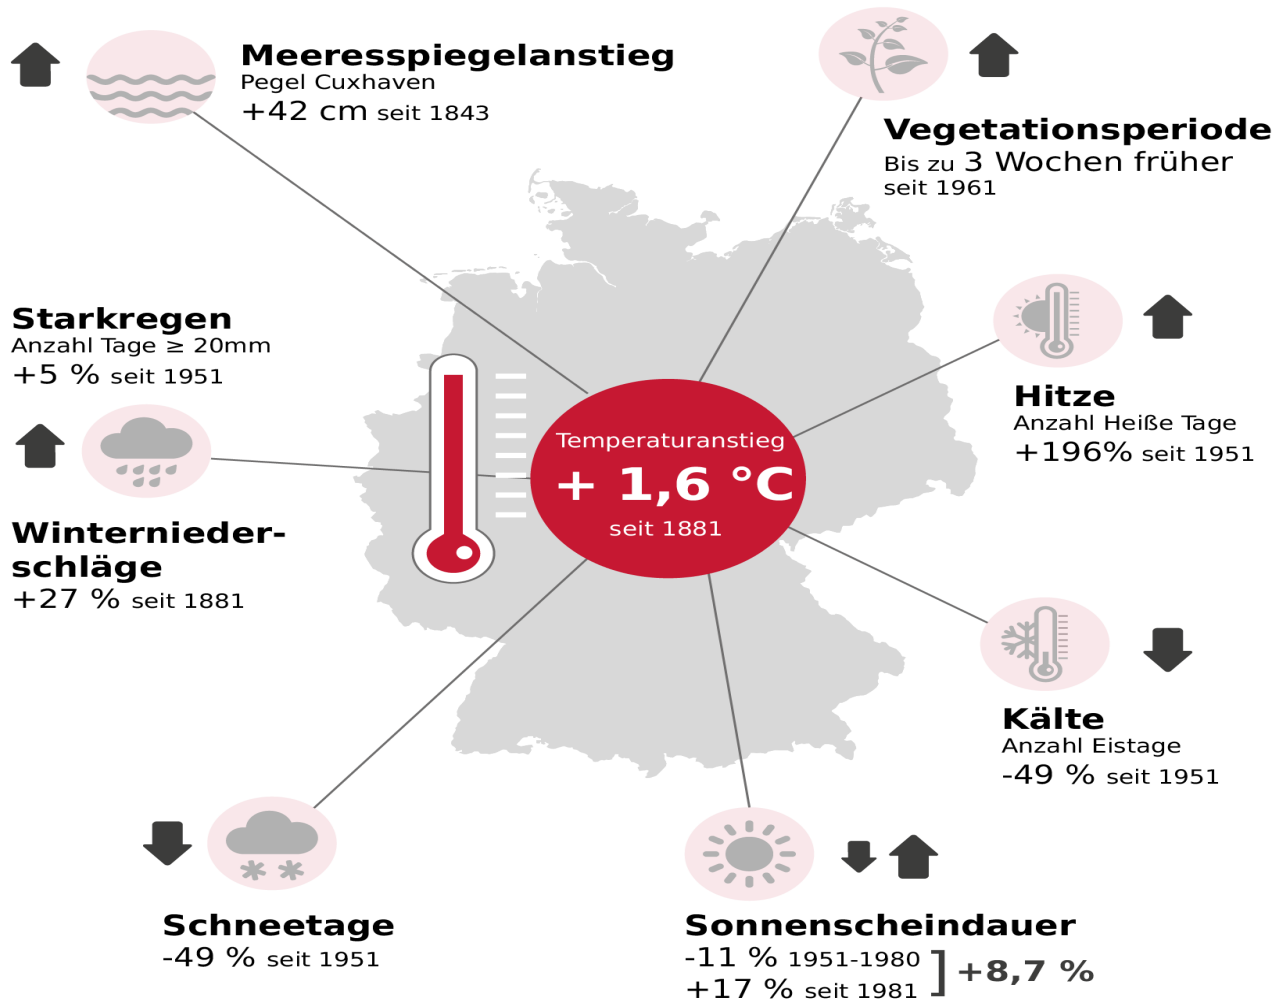 Meeresspiegelanstieg
Pegel Cuxhaven
+42 cm seit 1843
Vegetationsperiode
Bis zu 3 Wochen früher
seit 1961
Starkregen
Anzahl Tage ≥ 20mm
+5 % seit 1951
Hitze
Anzahl Heiße Tage
+196% seit 1951
Temperaturanstieg
+ 1,6 °C
seit 1881
Winternieder-
schläge
+27 % seit 1881
Kälte
Anzahl Eistage
-49 % seit 1951
Schneetage
-49 % seit 1951
Sonnenscheindauer
-11 % 1951-1980
+17 % seit 1981
] +8,7 %